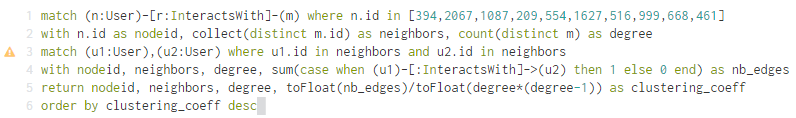 1 match (n:User)-[r:InteractsWith]-(m) where n.id in [394,2067,1087,209,554,1627,516,999,668,461]
2 with n.id as nodeid, collect(distinct m.id) as neighbors, count(distinct m) as degree
3 match (u1:User),(u2:User) where u1.id in neighbors and u2.id in neighbors
4 with nodeid, neighbors, degree, sum(case when (u1)-[:InteractsWith]->(u2) then 1 else 0 end) as nb_edges
5 return nodeid, neighbors, degree, toFloat(nb_edges)/toFloat(degree*(degree-1)) as clustering_coeff
6 order by clustering_coeff desc